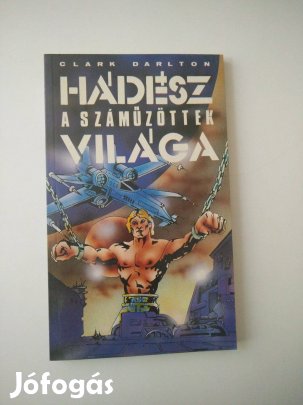 CLARK DARLTON
HÁDÉSZ
A SZÁMŰZÖTTEK
VILÁGA
Jófogás